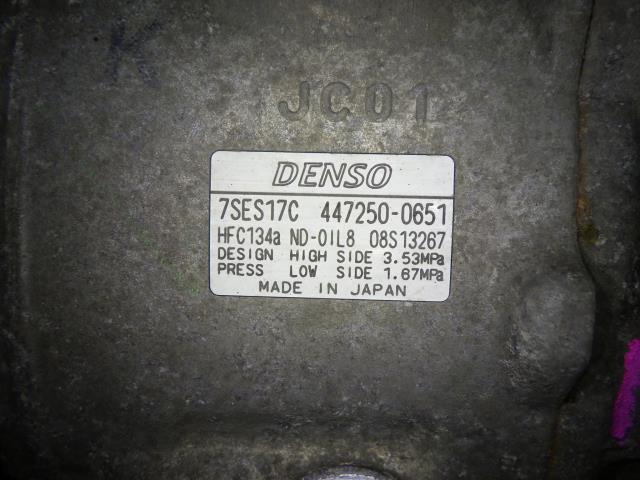 JC01
DENSO
7SES17C 447250-0651
HFC134a ND-OIL8 08S13267
DESIGN HIGH SIDE 3.53MPa
PRESS LOW SIDE 1.67MPa
MADE IN JAPAN